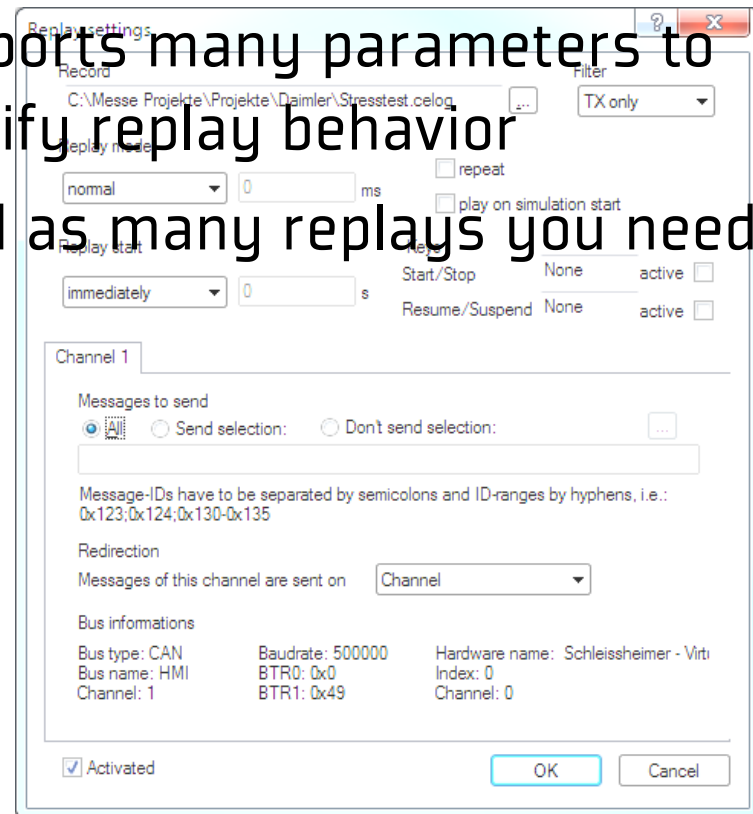 Replay settings
ports many parameters to
Record
Filter
C:\Messe Projekte\Projekte\Daimler\Stresstest.celog
...
TX only
ify replay behavior
Replay mode
repeat
normal
0
ms
play on simulation start
as many replays you need
Replay start
Keys
Start/Stop None active
immediately
0
s
Resume/Suspend None active
Channel 1
Messages to send
All Send selection: Don't send selection:
...
Message-IDs have to be separated by semicolons and ID-ranges by hyphens, i.e.:
0x123;0x124;0x130-0x135
Redirection
Messages of this channel are sent on Channel
Bus informations
Bus type: CAN Baudrate: 500000 Hardware name: Schleissheimer - Virtu
Bus name: HMI BTR0: 0x0 Index: 0
Channel: 1 BTR1: 0x49 Channel: 0
Activated
OK
Cancel